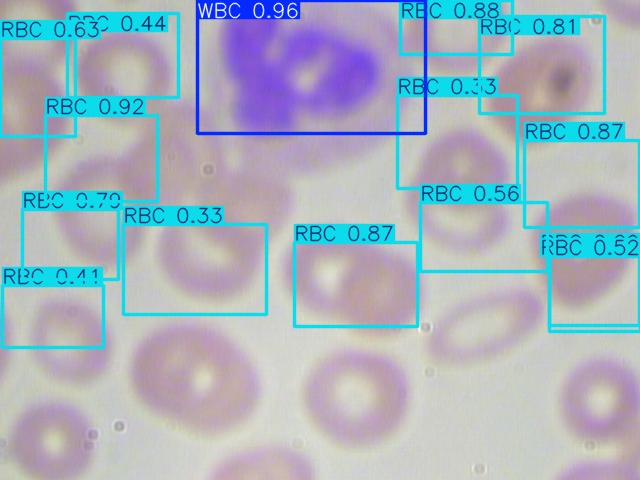 WBC 0.96
RBC 0.88
RBC 0.44
RBC 0.63
RBC 0.81
RBC 0.33
RBC 0.92
RBC 0.87
RBC 0.56
RBC 0.79
RBC 0.33
RBC 0.87
RBC 0.52
RBC 0.41